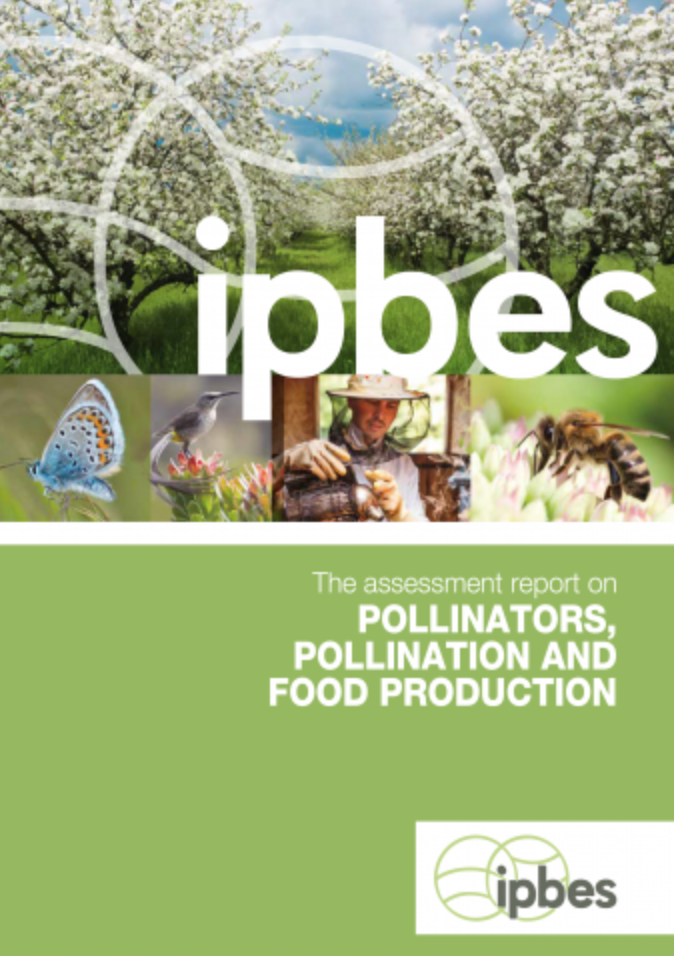 ipbes
The assessment report on
POLLINATORS,
POLLINATION AND
FOOD PRODUCTION
ipbes